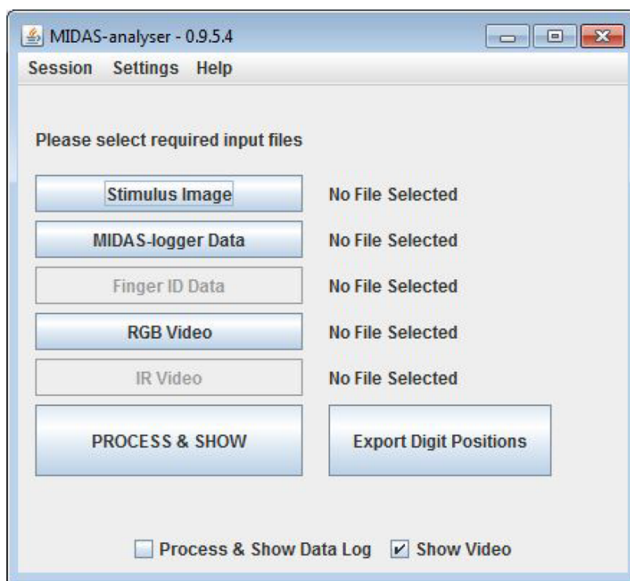 MIDAS-analyser - 0.9.5.4
Session Settings Help
Please select required input files
Stimulus Image No File Selected
MIDAS-logger Data No File Selected
Finger ID Data No File Selected
RGB Video No File Selected
IR Video No File Selected
PROCESS & SHOW Export Digit Positions
Process & Show Data Log Show Video